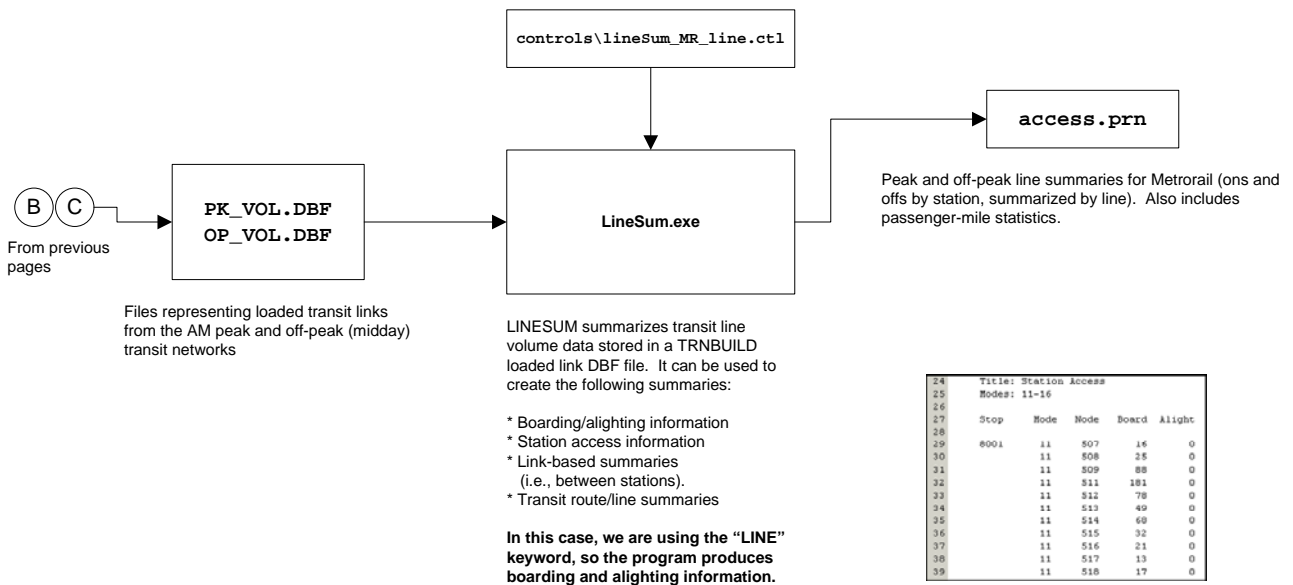 controls\lineSum_MR_line.ctl
access.prn
B C
From previous
pages
PK_VOL.DBF
OP_VOL.DBF
LineSum.exe
Peak and off-peak line summaries for Metrorail (ons and
offs by station, summarized by line). Also includes
passenger-mile statistics.
Files representing loaded transit links
from the AM peak and off-peak (midday)
transit networks
LINESUM summarizes transit line
volume data stored in a TRNBUILD
loaded link DBF file. It can be used to
create the following summaries:
* Boarding/alighting information
* Station access information
* Link-based summaries
(i.e., between stations).
* Transit route/line summaries
In this case, we are using the “LINE”
keyword, so the program produces
boarding and alighting information.
24 Title: Station Access
25 Modes: 11-16
26
27 Stop Mode Node Board Alight
28
29 8001 11 507 16 0
30 11 508 25 0
31 11 509 88 0
32 11 511 181 0
33 11 512 78 0
34 11 513 49 0
35 11 514 68 0
36 11 515 32 0
37 11 516 21 0
38 11 517 13 0
39 11 518 17 0